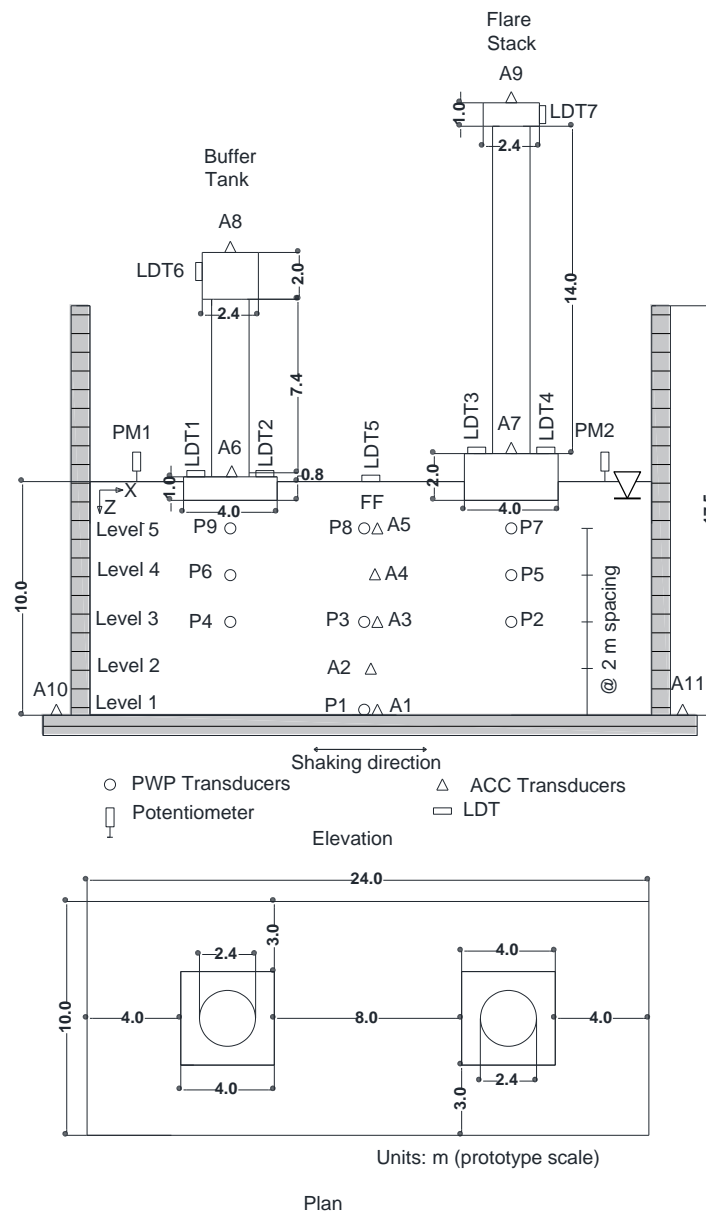 Flare
Stack
A9
1.0
LDT7
2.4
Buffer
Tank
A8
LDT6
2.0
2.4
14.0
7.4
PM1
LDT1
A6
LDT2
LDT5
LDT3
A7
LDT4
PM2
1.0
0.8
2.0
X
Z
4.0
FF
4.0
Level 5
P9
P8
A5
P7
Level 4
P6
A4
P5
10.0
Level 3
P4
P3
A3
P2
@ 2 m spacing
Level 2
A2
A10
Level 1
P1
A1
A11
Shaking direction
PWP Transducers
ACC Transducers
Potentiometer
LDT
Elevation
24.0
3.0
2.4
4.0
10.0
4.0
8.0
4.0
4.0
2.4
3.0
Units: m (prototype scale)
Plan